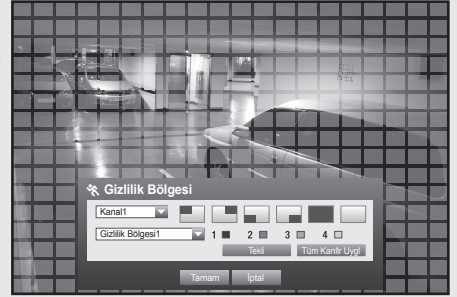 Gizlilik Bölgesi
Kanal1
Gizlilik Bölgesi1 1 2 3 4
Tekli Tüm Kanllr Uygl
Tamam İptal